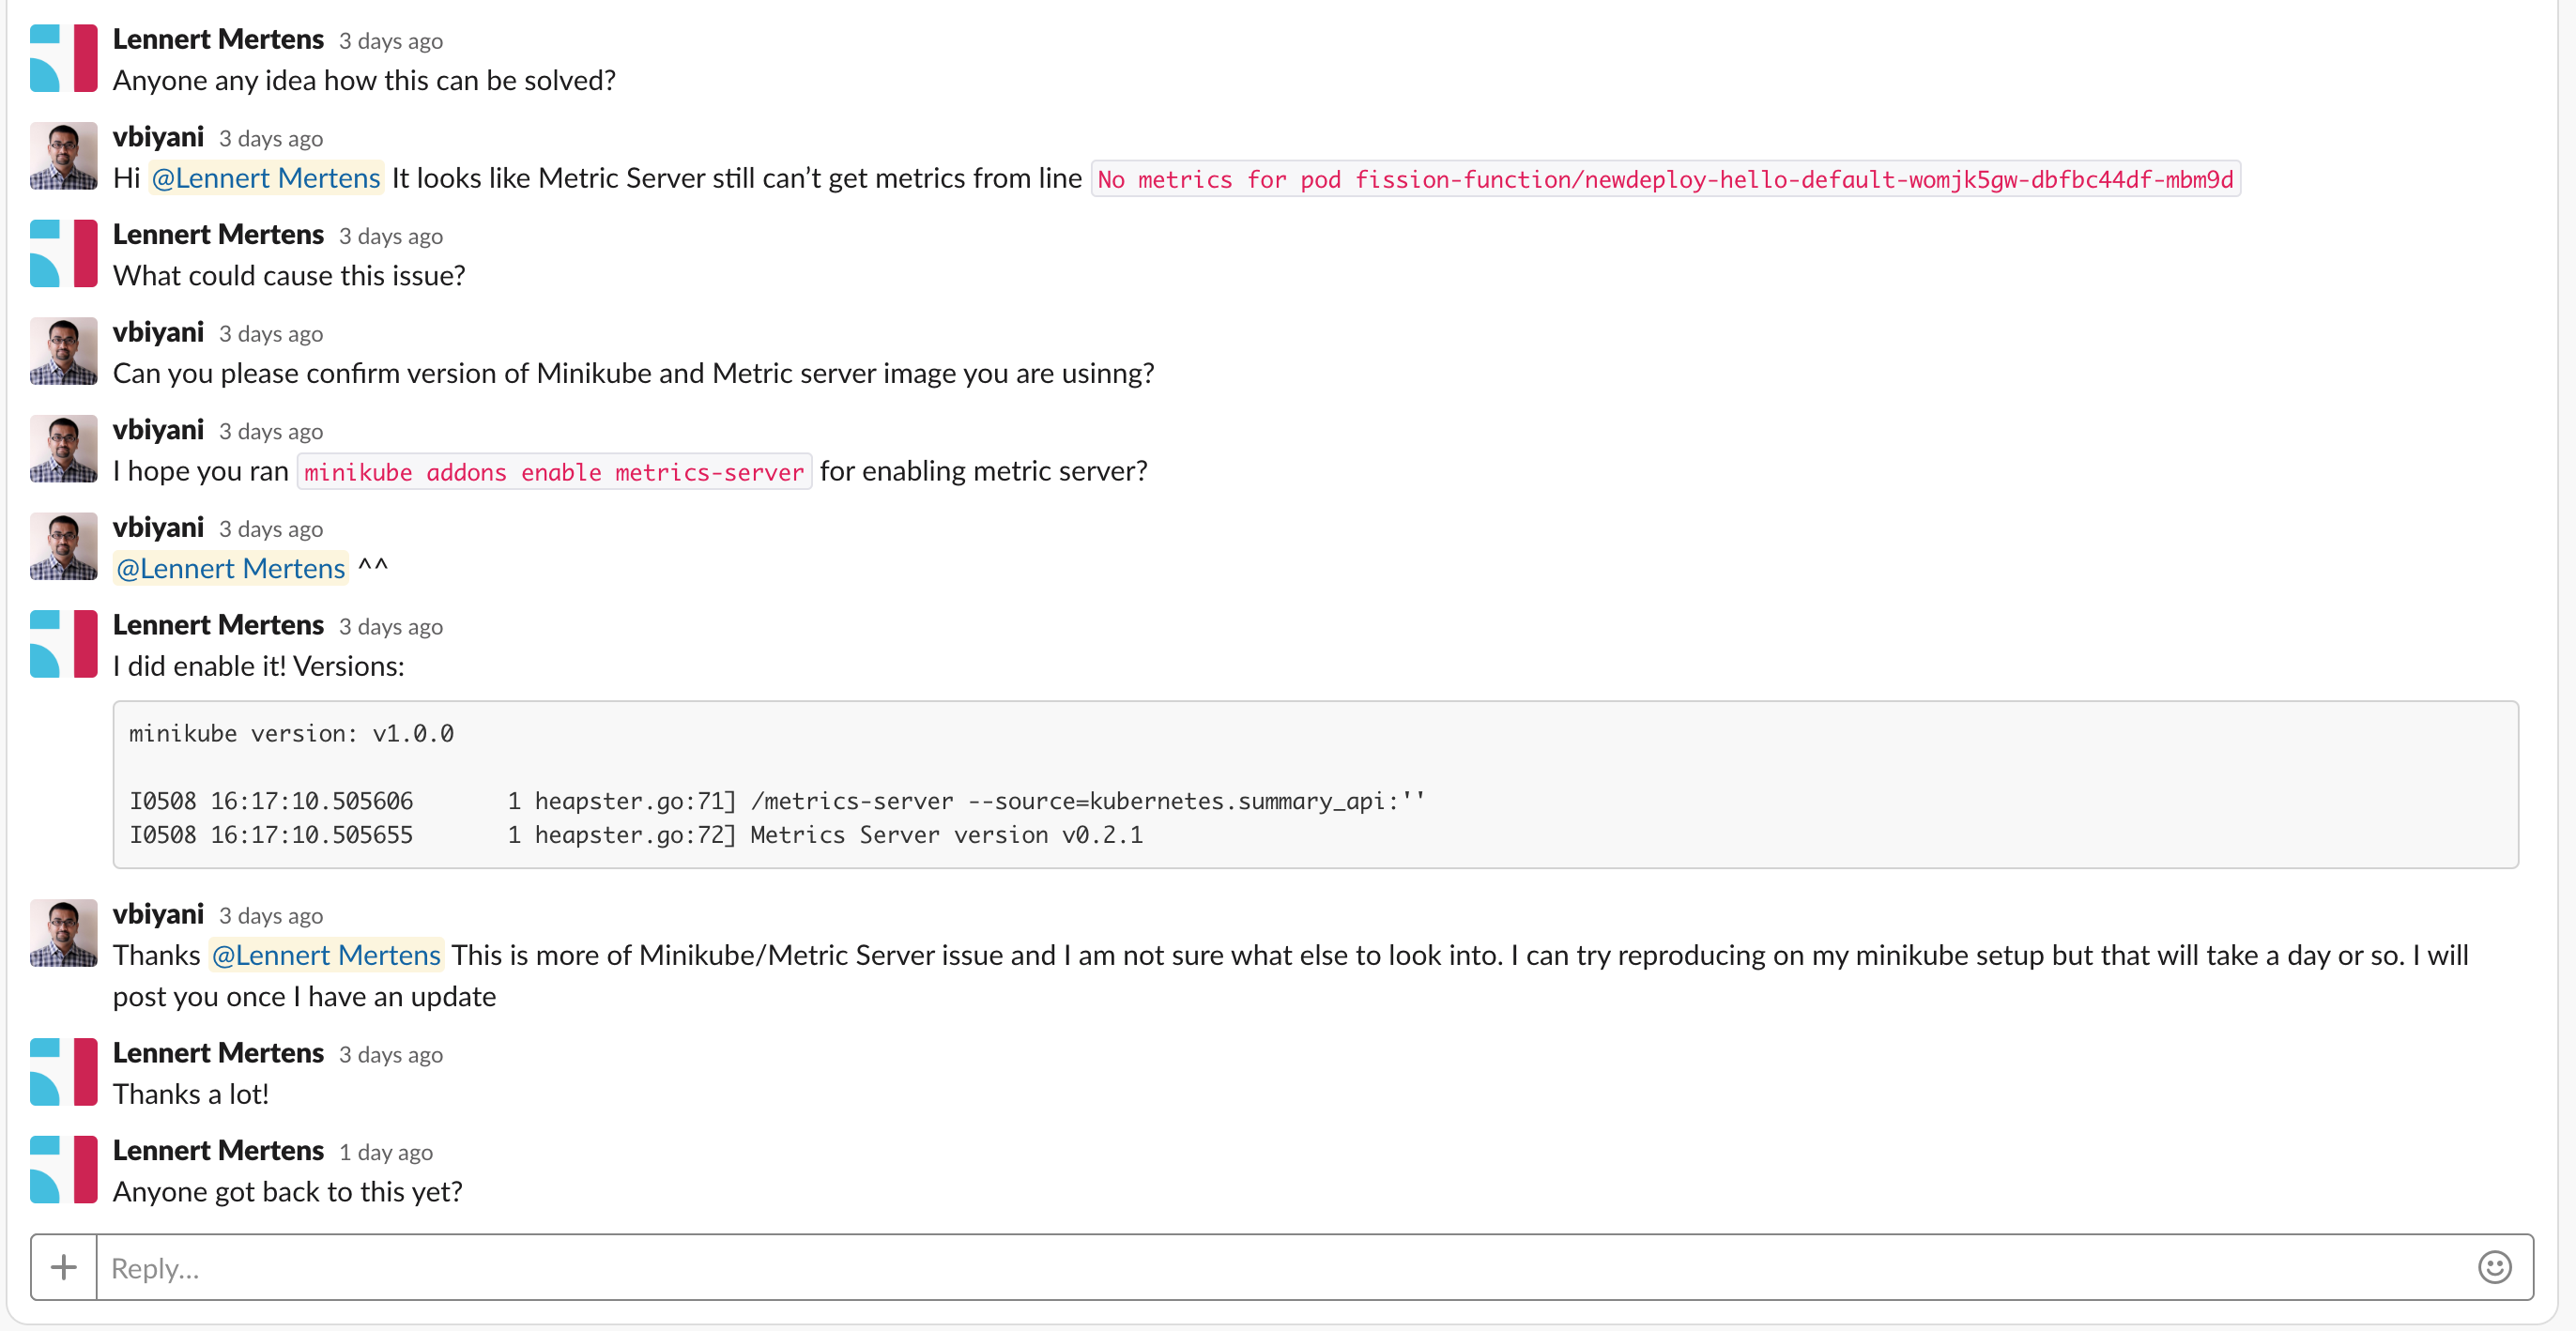 Lennert Mertens 3 days ago
Anyone any idea how this can be solved?
vbiyani 3 days ago
Hi @Lennert Mertens It looks like Metric Server still can’t get metrics from line No metrics for pod fission-function/newdeploy-hello-default-womjk5gw-dbfbc44df-mbm9d
Lennert Mertens 3 days ago
What could cause this issue?
vbiyani 3 days ago
Can you please confirm version of Minikube and Metric server image you are usinng?
vbiyani 3 days ago
I hope you ran minikube addons enable metrics-server for enabling metric server?
vbiyani 3 days ago
@Lennert Mertens ^^
Lennert Mertens 3 days ago
I did enable it! Versions:
minikube version: v1.0.0
I0508 16:17:10.505606       1 heapster.go:71] /metrics-server --source=kubernetes.summary_api:''
I0508 16:17:10.505655       1 heapster.go:72] Metrics Server version v0.2.1
vbiyani 3 days ago
Thanks @Lennert Mertens This is more of Minikube/Metric Server issue and I am not sure what else to look into. I can try reproducing on my minikube setup but that will take a day or so. I will
post you once I have an update
Lennert Mertens 3 days ago
Thanks a lot!
Lennert Mertens 1 day ago
Anyone got back to this yet?
Reply...